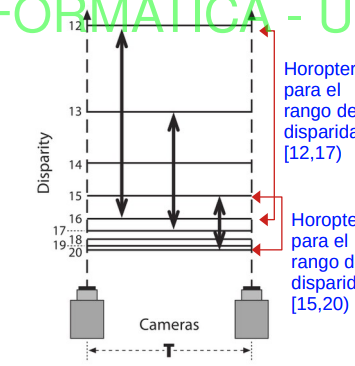 FORMATICA - U
12
13
14
15
16
17
18
19
20
Disparity
Horopter
para el
rango de
disparida
[12,17)
Horopte
para el
rango d
disparid
[15,20)
Cameras
T